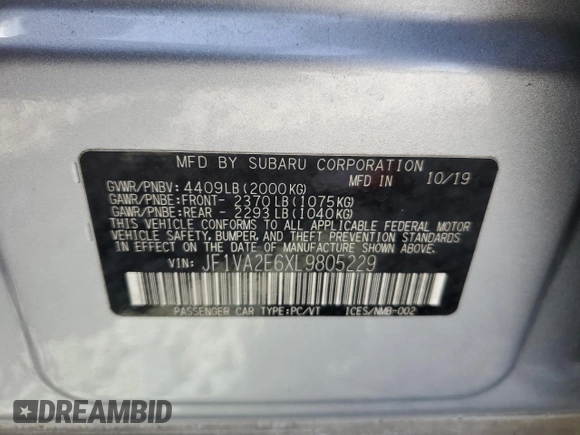 MFD BY SUBARU CORPORATION
MFD IN 10/19
GVWR/PNBV: 4409LB(2000KG)
GAWR/PNBE:FRONT- 2370LB(1075KG)
GAWR/PNBE:REAR - 2293LB(1040KG)
THIS VEHICLE CONFORMS TO ALL APPLICABLE FEDERAL MOTOR
VEHICLE SAFETY, BUMPER AND THEFT PREVENTION STANDARDS
IN EFFECT ON THE DATE OF MANUFACTURE SHOWN ABOVE.
VIN: JF1VA2E6XL9805229
PASSENGER CAR TYPE:PC/VT ICES/NMB-002
DREAMBID